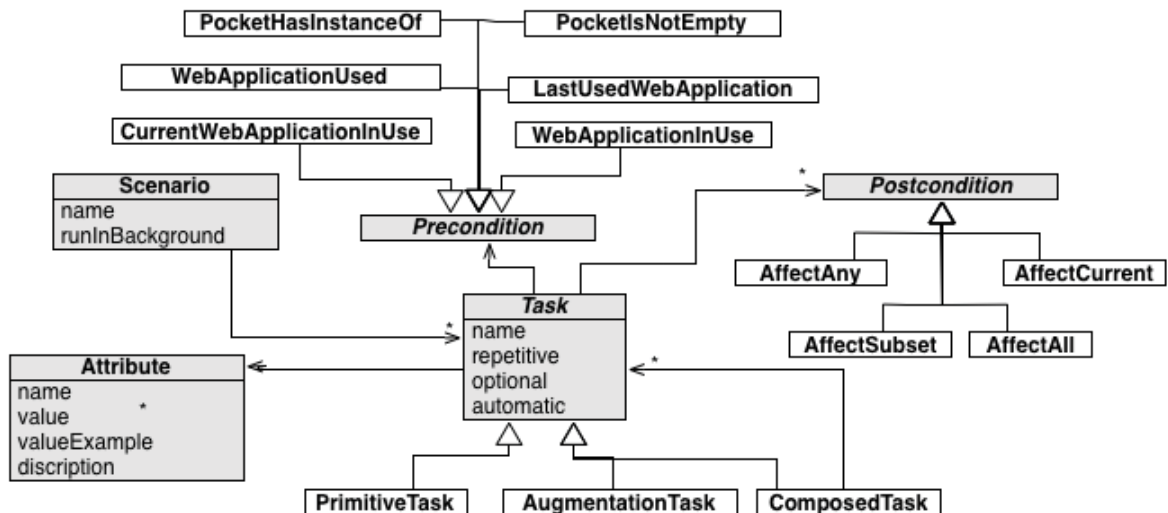 PocketHasInstanceOf
PocketIsNotEmpty
WebApplicationUsed
LastUsedWebApplication
CurrentWebApplicationInUse
WebApplicationInUse
Scenario
name
runInBackground
Precondition
*
Postcondition
AffectAny
AffectCurrent
AffectSubset
AffectAll
Task
name
repetitive
optional
automatic
*
*
Attribute
name
value
*
valueExample
discription
PrimitiveTask
AugmentationTask
ComposedTask